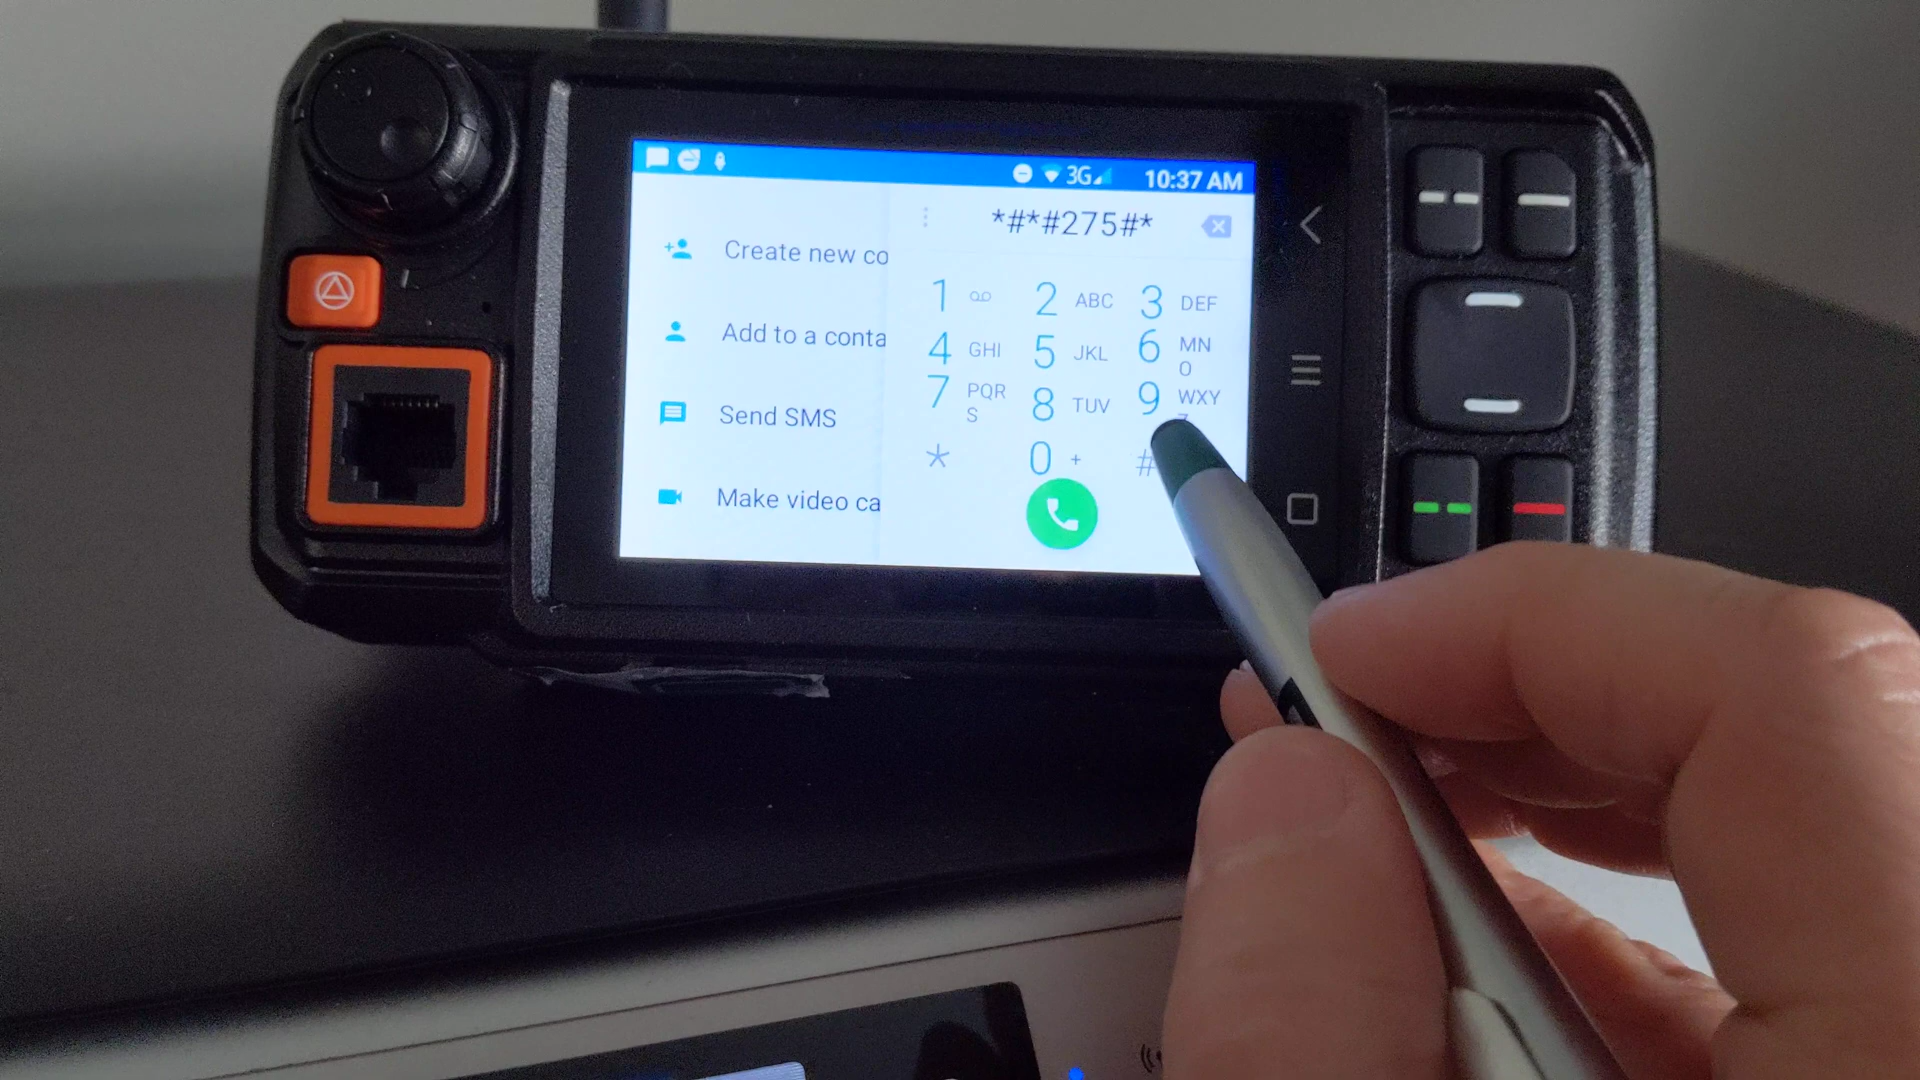 3G 10:37 AM
*#*#275#*
Create new co
Add to a conta
Send SMS
Make video ca
1 2 ABC 3 DEF
4 GHI 5 JKL 6 MN
O
7 PQR 8 TUV 9 WXY
S
* 0 + #